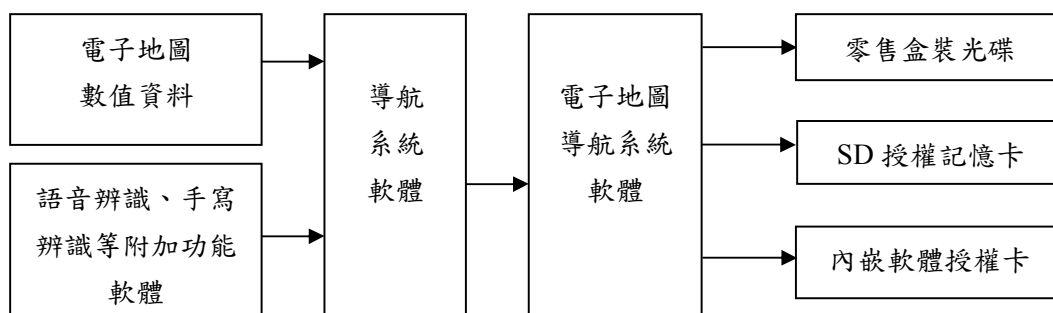 電子地圖
數值資料
語音辨識、手寫
辨識等附加功能
軟體
導航
系統
軟體
電子地圖
導航系統
軟體
零售盒裝光碟
SD 授權記憶卡
內嵌軟體授權卡